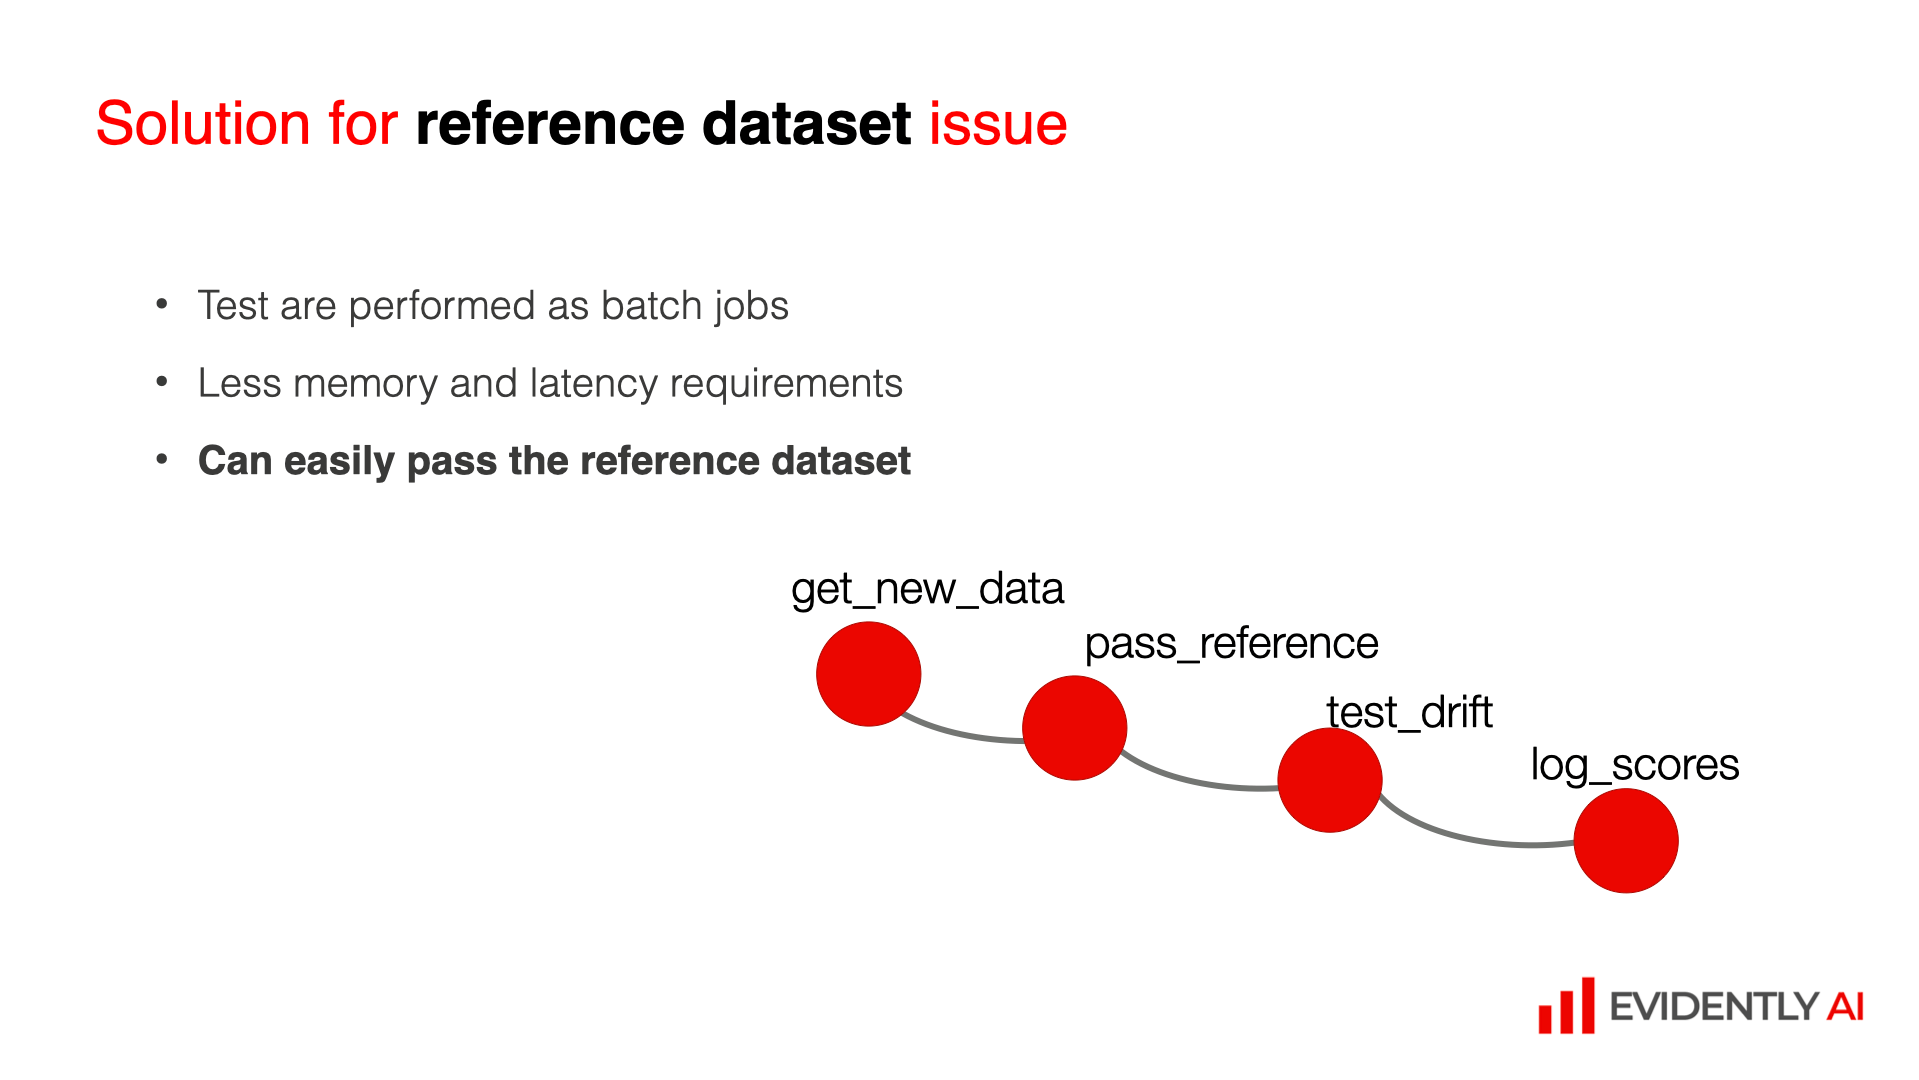 Solution for reference dataset issue
• Test are performed as batch jobs
• Less memory and latency requirements
• Can easily pass the reference dataset
get_new_data
pass_reference
test_drift
log_scores
EVIDENTLY AI